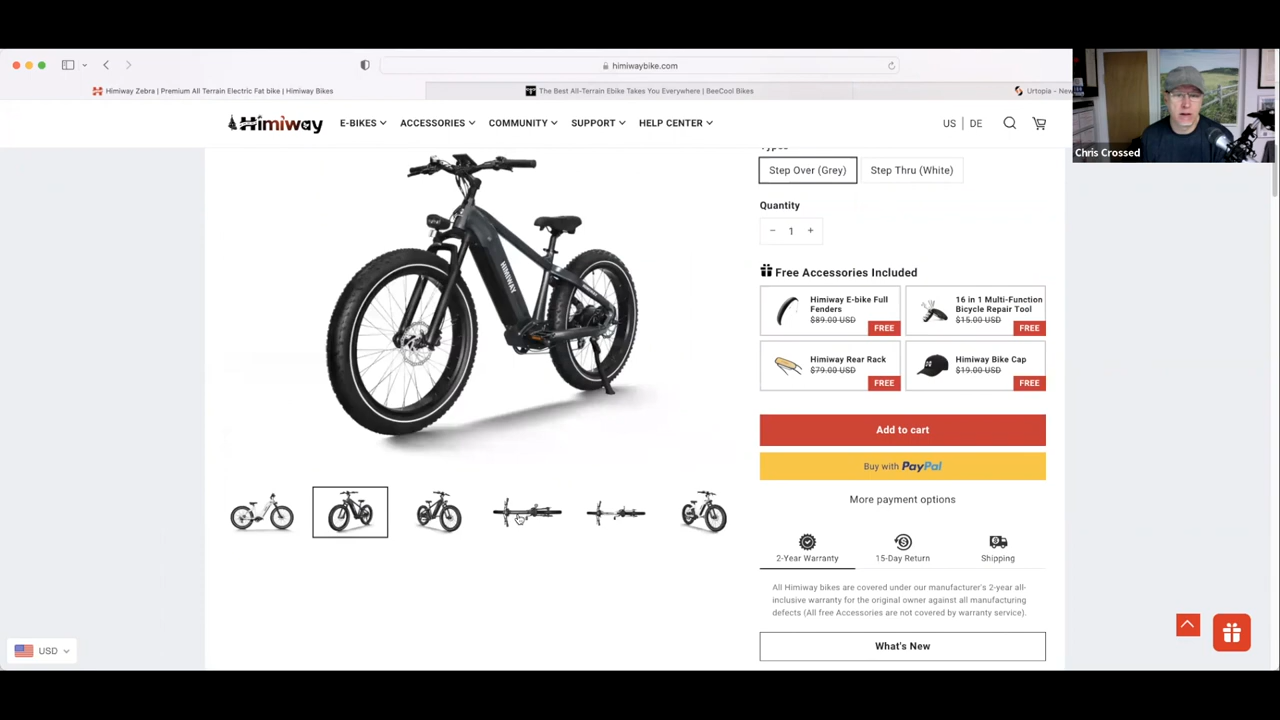 himiwaybike.com
Himiway Zebra | Premium All Terrain Electric Fat bike | Himiway Bikes
The Best All-Terrain Ebike Takes You Everywhere | BeeCool Bikes
Urtopia - New
Himiway
E-BIKES
ACCESSORIES
COMMUNITY
SUPPORT
HELP CENTER
US | DE
Chris Crossed
Step Over (Grey)
Step Thru (White)
Quantity
− 1 +
HIMIWAY
Free Accessories Included
Himiway E-bike Full
Fenders
$89.00 USD
FREE
16 in 1 Multi-Function
Bicycle Repair Tool
$15.00 USD
FREE
Himiway Rear Rack
$79.00 USD
FREE
Himiway Bike Cap
$19.00 USD
FREE
Add to cart
Buy with PayPal
More payment options
2-Year Warranty
15-Day Return
Shipping
All Himiway bikes are covered under our manufacturer's 2-year all-
inclusive warranty for the original owner against all manufacturing
defects (All free Accessories are not covered by warranty service).
What's New
USD